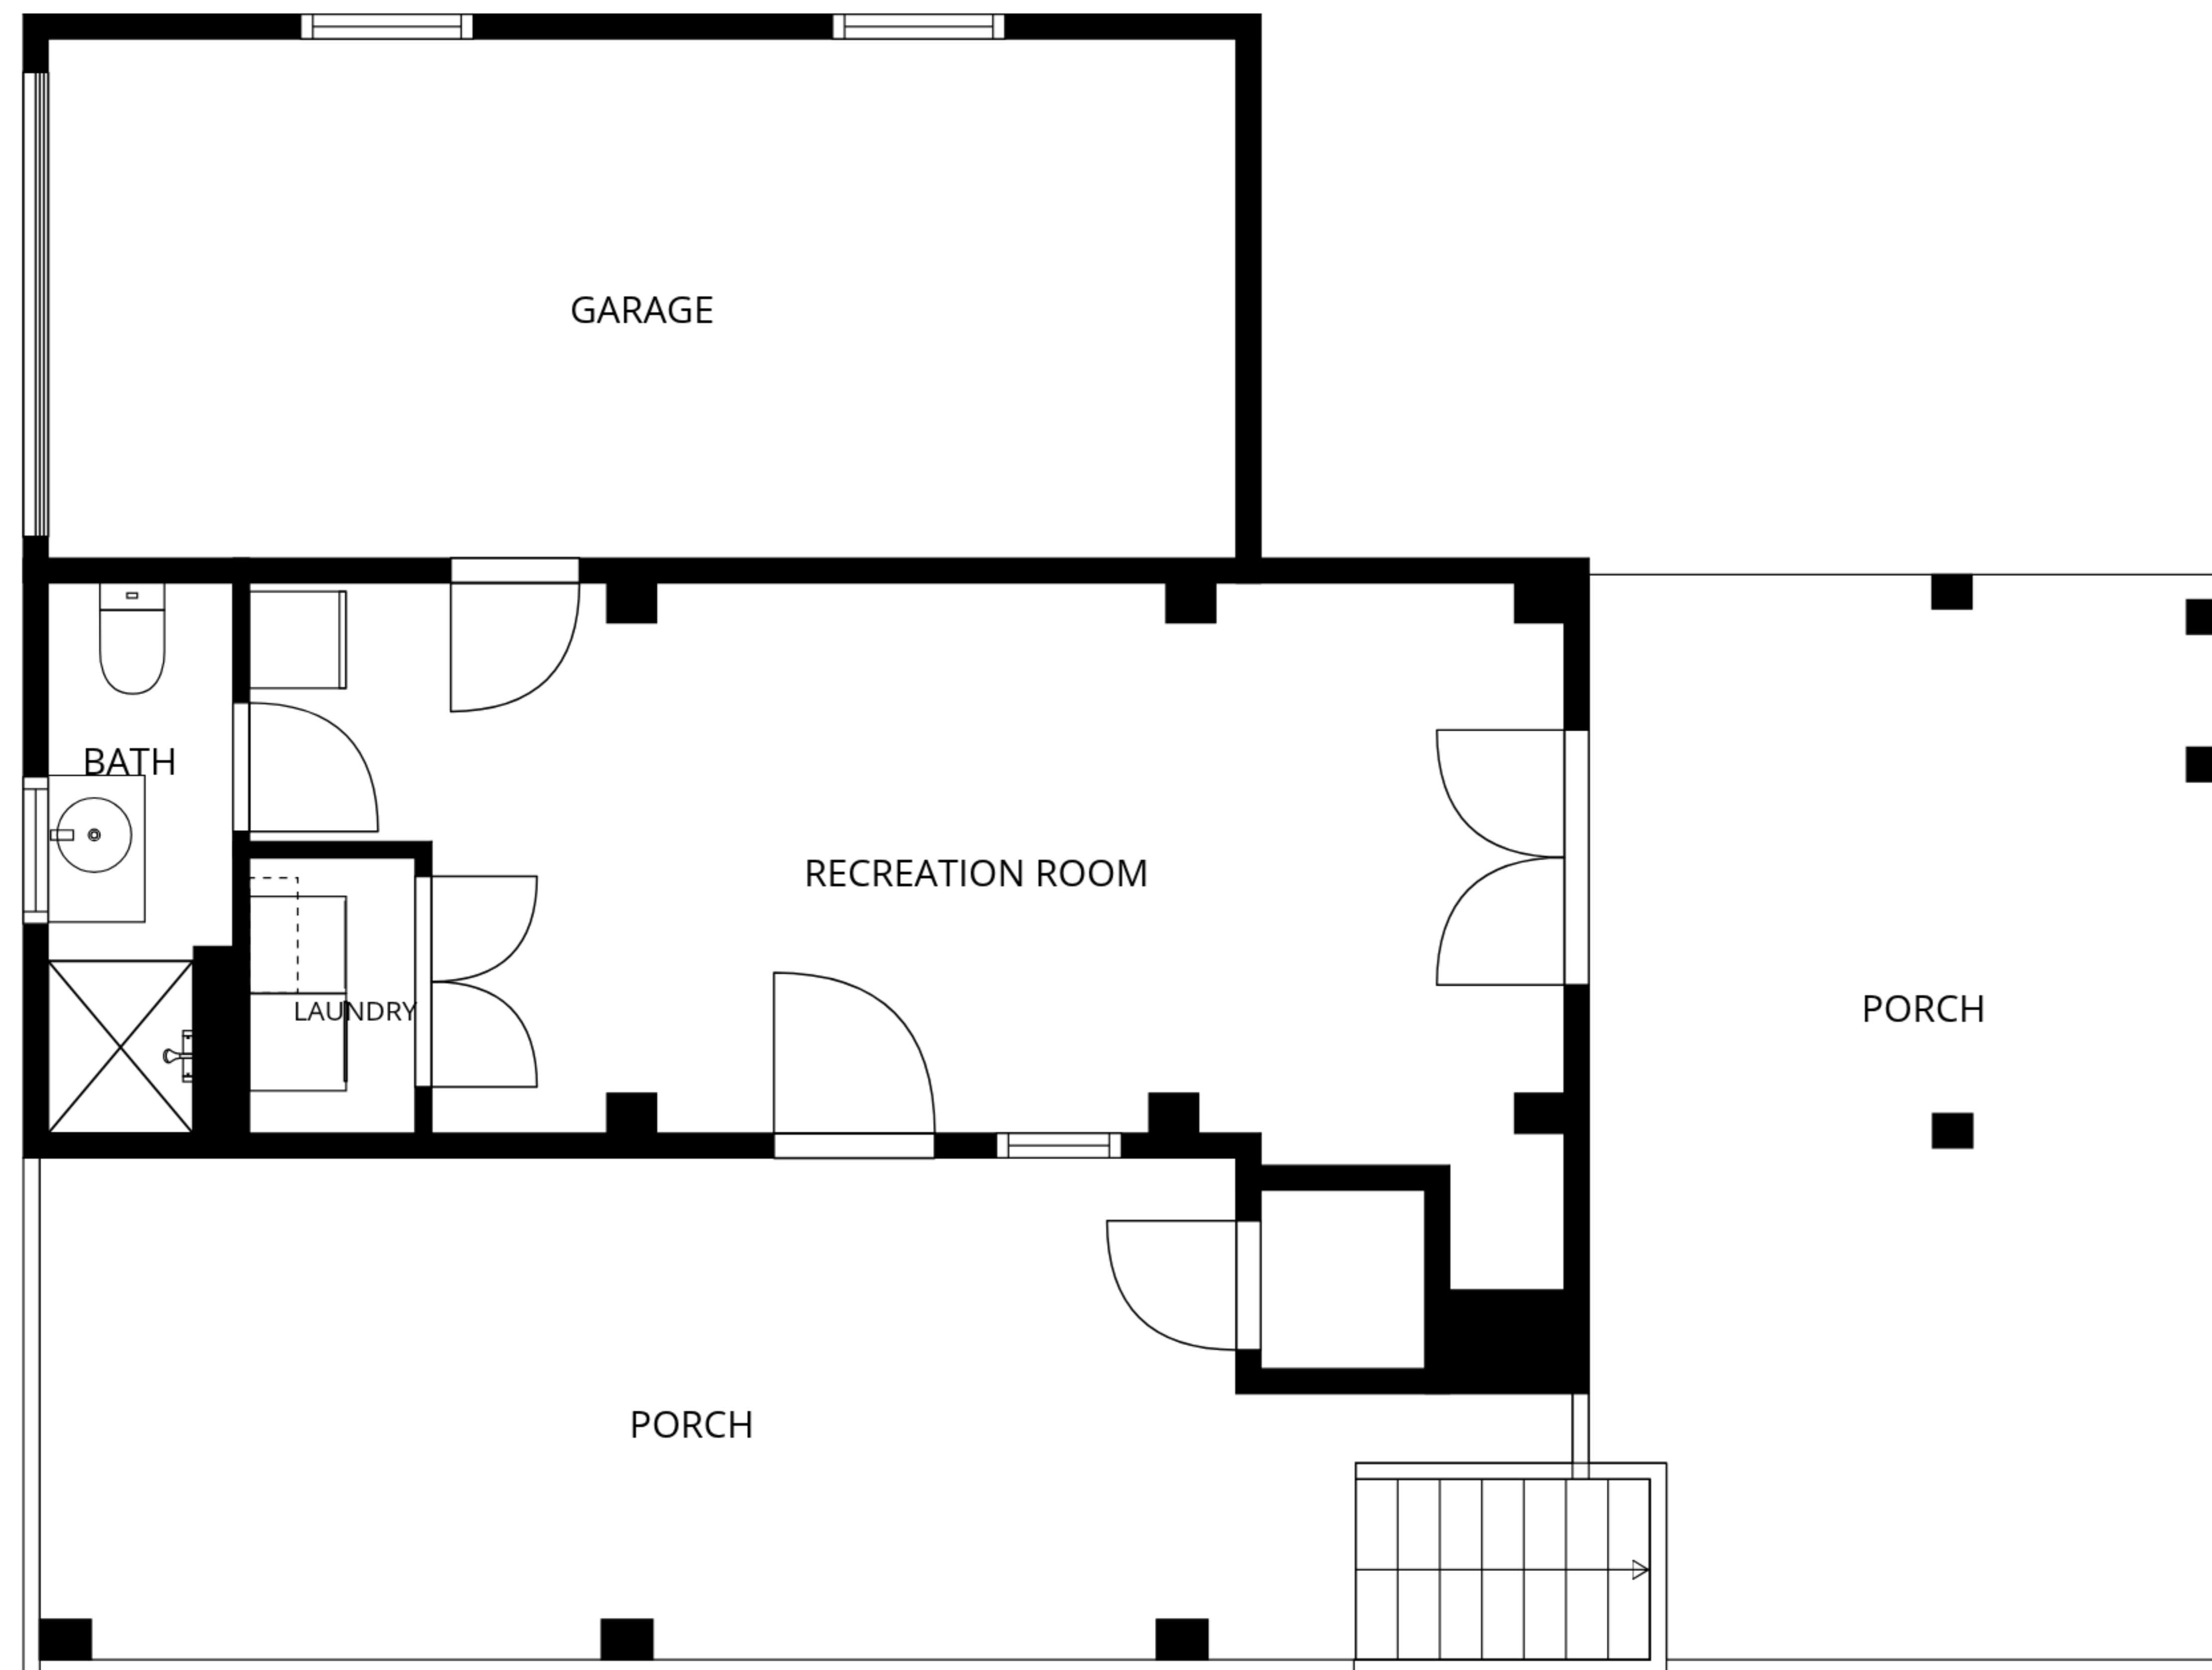 GARAGE
BATH
RECREATION ROOM
LAUNDRY
PORCH
PORCH